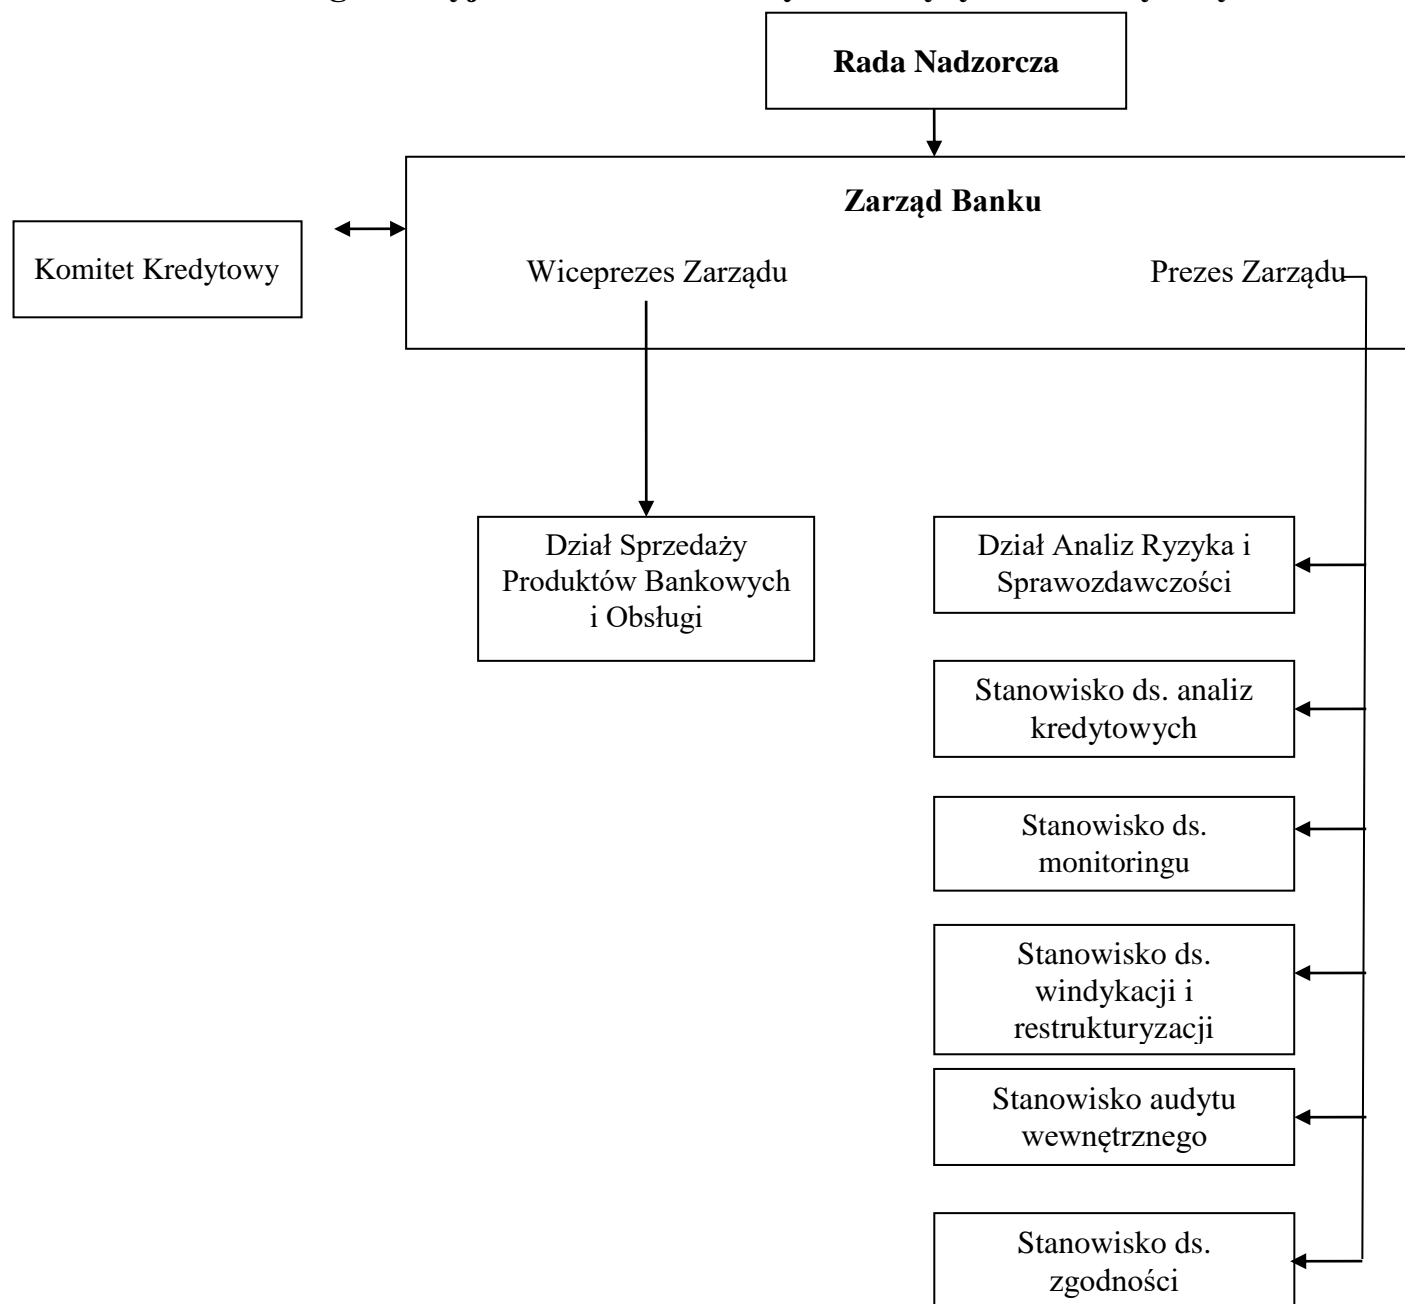 Rada Nadzorcza
Zarząd Banku
Komitet Kredytowy
Wiceprezes Zarządu
Prezes Zarządu
Dział Sprzedaży
Produktów Bankowych
i Obsługi
Dział Analiz Ryzyka i
Sprawozdawczości
Stanowisko ds. analiz
kredytowych
Stanowisko ds.
monitoringu
Stanowisko ds.
windykacji i
restrukturyzacji
Stanowisko audytu
wewnętrznego
Stanowisko ds.
zgodności